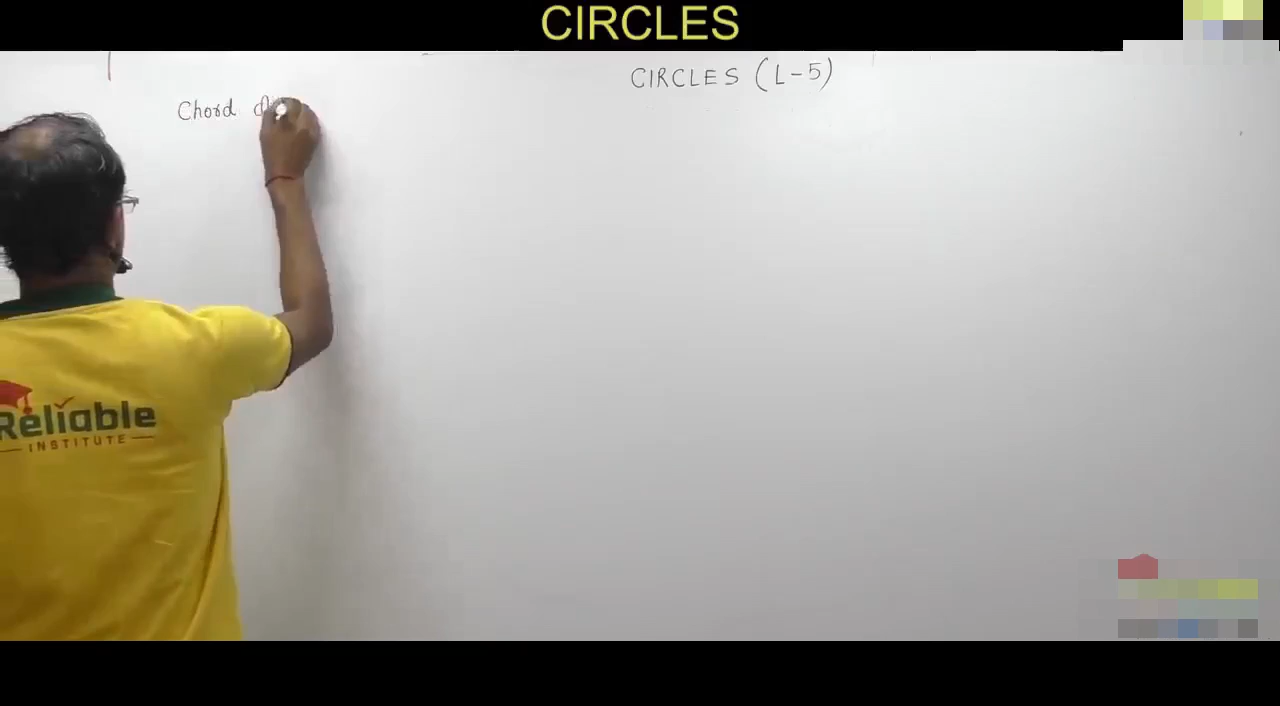 CIRCLES
CIRCLES (L-5)
Chord
Reliable
INSTITUTE